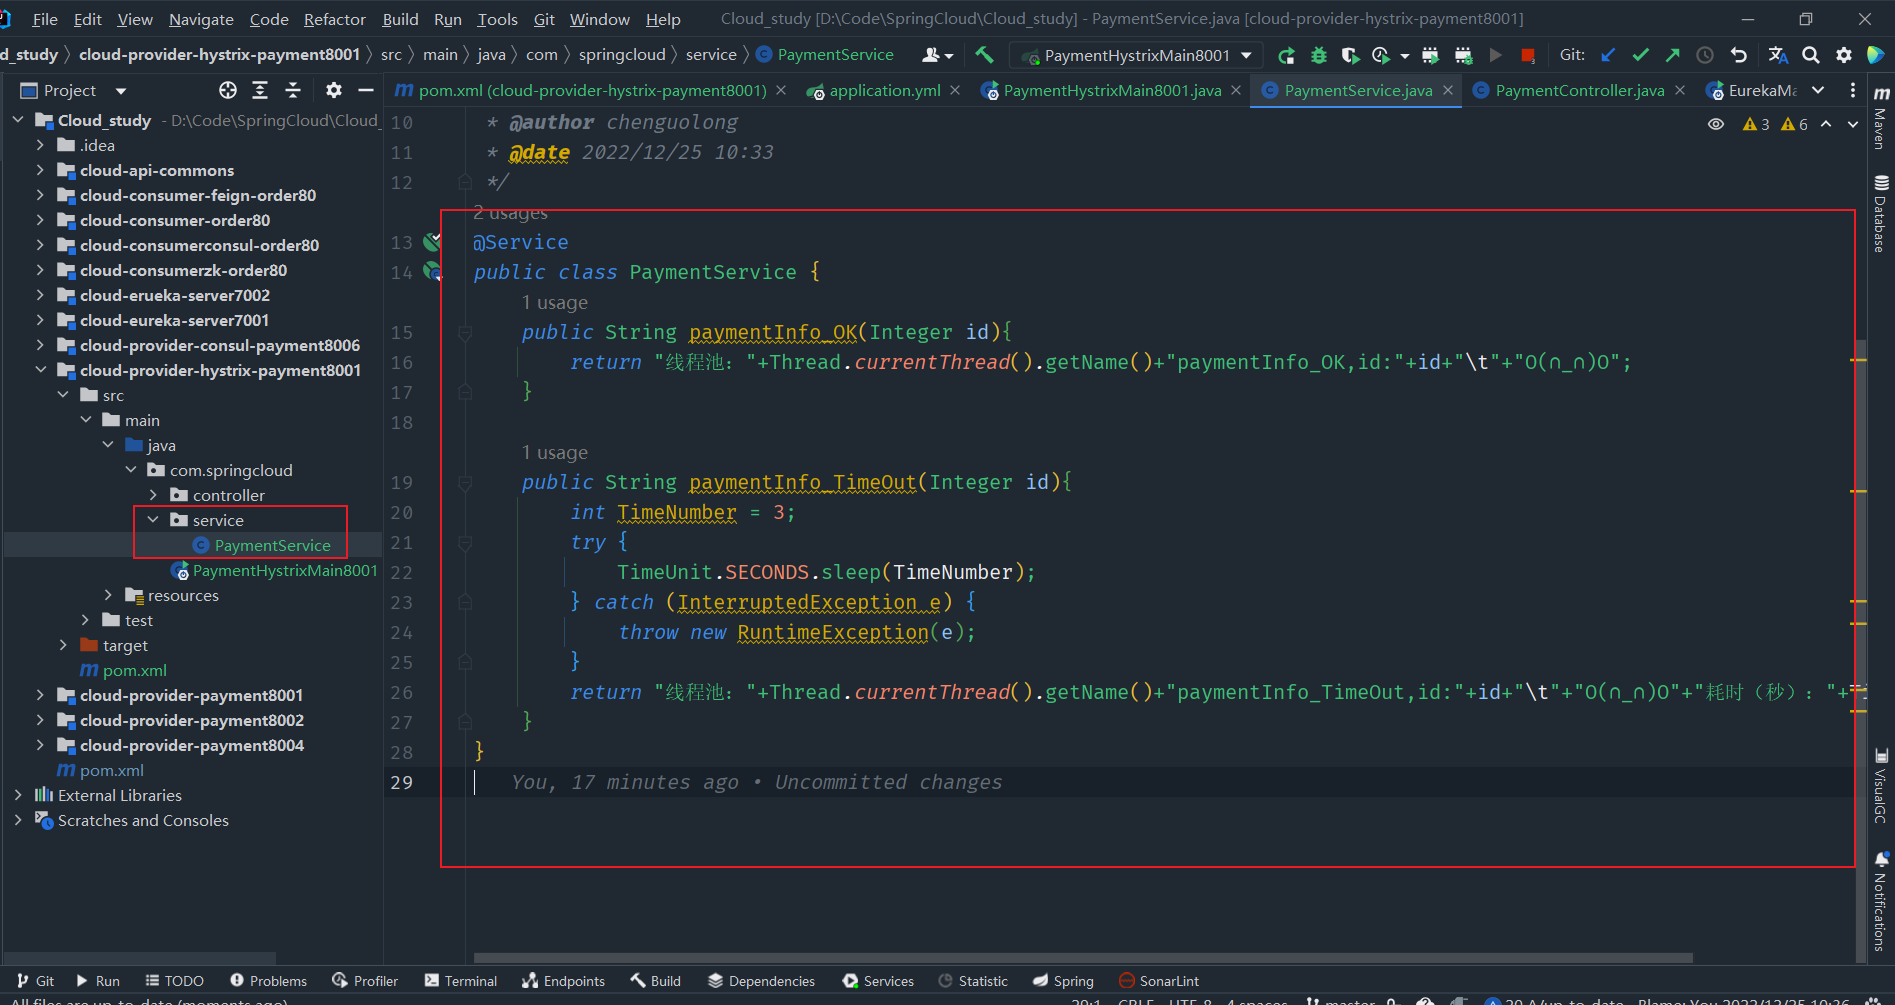 File Edit View Navigate Code Refactor Build Run Tools Git Window Help Cloud_study [D:\Code\SpringCloud\Cloud_study] - PaymentService.java [cloud-provider-hystrix-payment8001]
d_study cloud-provider-hystrix-payment8001 src main java com springcloud service PaymentService PaymentHystrixMain8001 Git:
Project
pom.xml (cloud-provider-hystrix-payment8001) application.yml PaymentHystrixMain8001.java PaymentService.java PaymentController.java EurekaMa
Cloud_study - D:\Code\SpringCloud\Cloud_
.idea
cloud-api-commons
cloud-consumer-feign-order80
cloud-consumer-order80
cloud-consumerconsul-order80
cloud-consumerzk-order80
cloud-erueka-server7002
cloud-eureka-server7001
cloud-provider-consul-payment8006
cloud-provider-hystrix-payment8001
src
main
java
com.springcloud
controller
service
PaymentService
PaymentHystrixMain8001
resources
test
target
pom.xml
cloud-provider-payment8001
cloud-provider-payment8002
cloud-provider-payment8004
pom.xml
External Libraries
Scratches and Consoles
3 6
10 * @author chenguolong
11 * @date 2022/12/25 10:33
12 */
2 usages
13 @Service
14 public class PaymentService {
1 usage
15 public String paymentInfo_OK(Integer id){
16 return "线程池："+Thread.currentThread().getName()+"paymentInfo_OK,id:"+id+"\t"+"O(∩_∩)O";
17 }
18
1 usage
19 public String paymentInfo_TimeOut(Integer id){
20 int TimeNumber = 3;
21 try {
22 TimeUnit.SECONDS.sleep(TimeNumber);
23 } catch (InterruptedException e) {
24 throw new RuntimeException(e);
25 }
26 return "线程池："+Thread.currentThread().getName()+"paymentInfo_TimeOut,id:"+id+"\t"+"O(∩_∩)O"+"耗时（秒）："+
27 }
28 }
29 You, 17 minutes ago • Uncommitted changes
Maven
Database
VisualGC
Notifications
Git Run TODO Problems Profiler Terminal Endpoints Build Dependencies Services Statistic Spring SonarLint
All files are up-to-date (moments ago) 29:1 CRLF UTF-8 4 spaces master 20 Δ/up-to-date Blame: You 2022/12/25 10:36